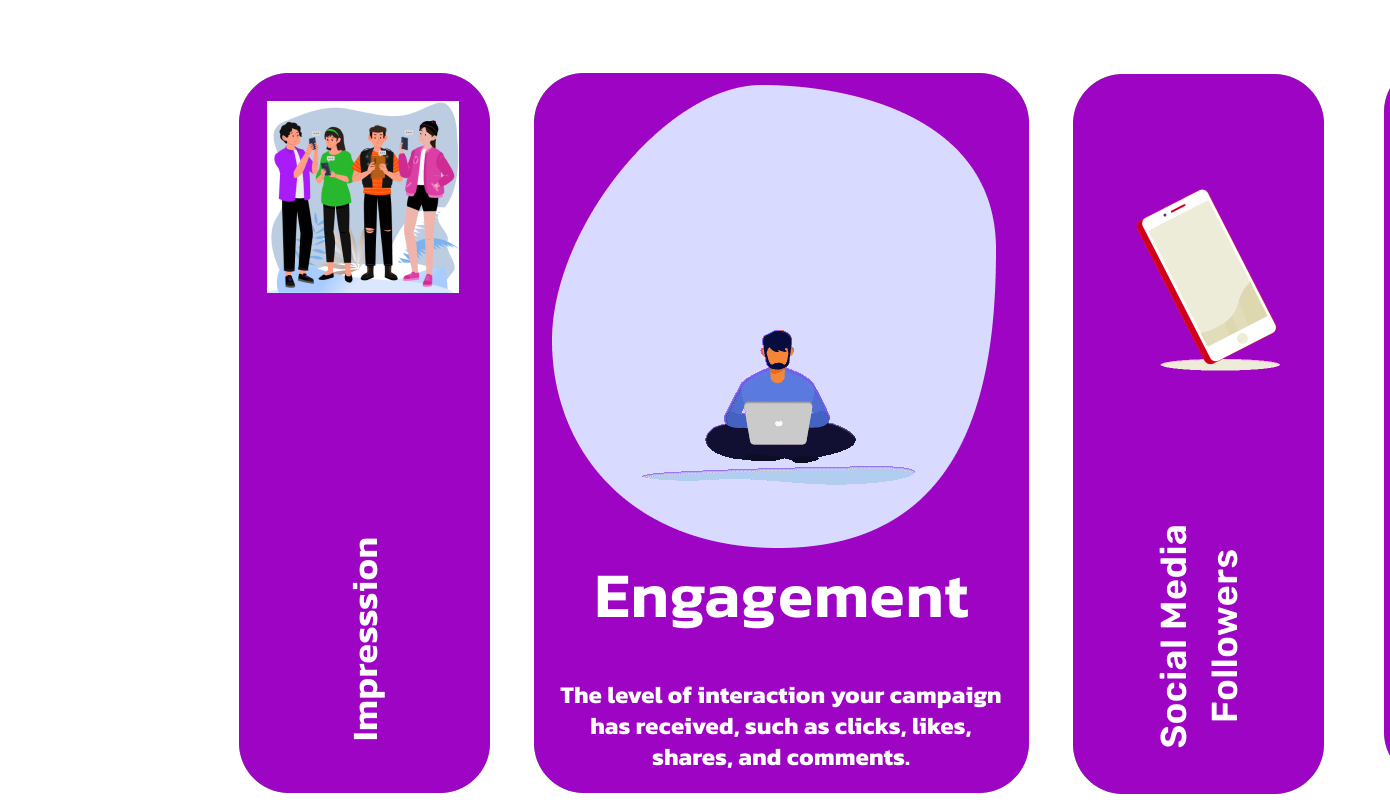 Impresssion
Engagement
The level of interaction your campaign
has received, such as clicks, likes,
shares, and comments.
Social Media
Followers